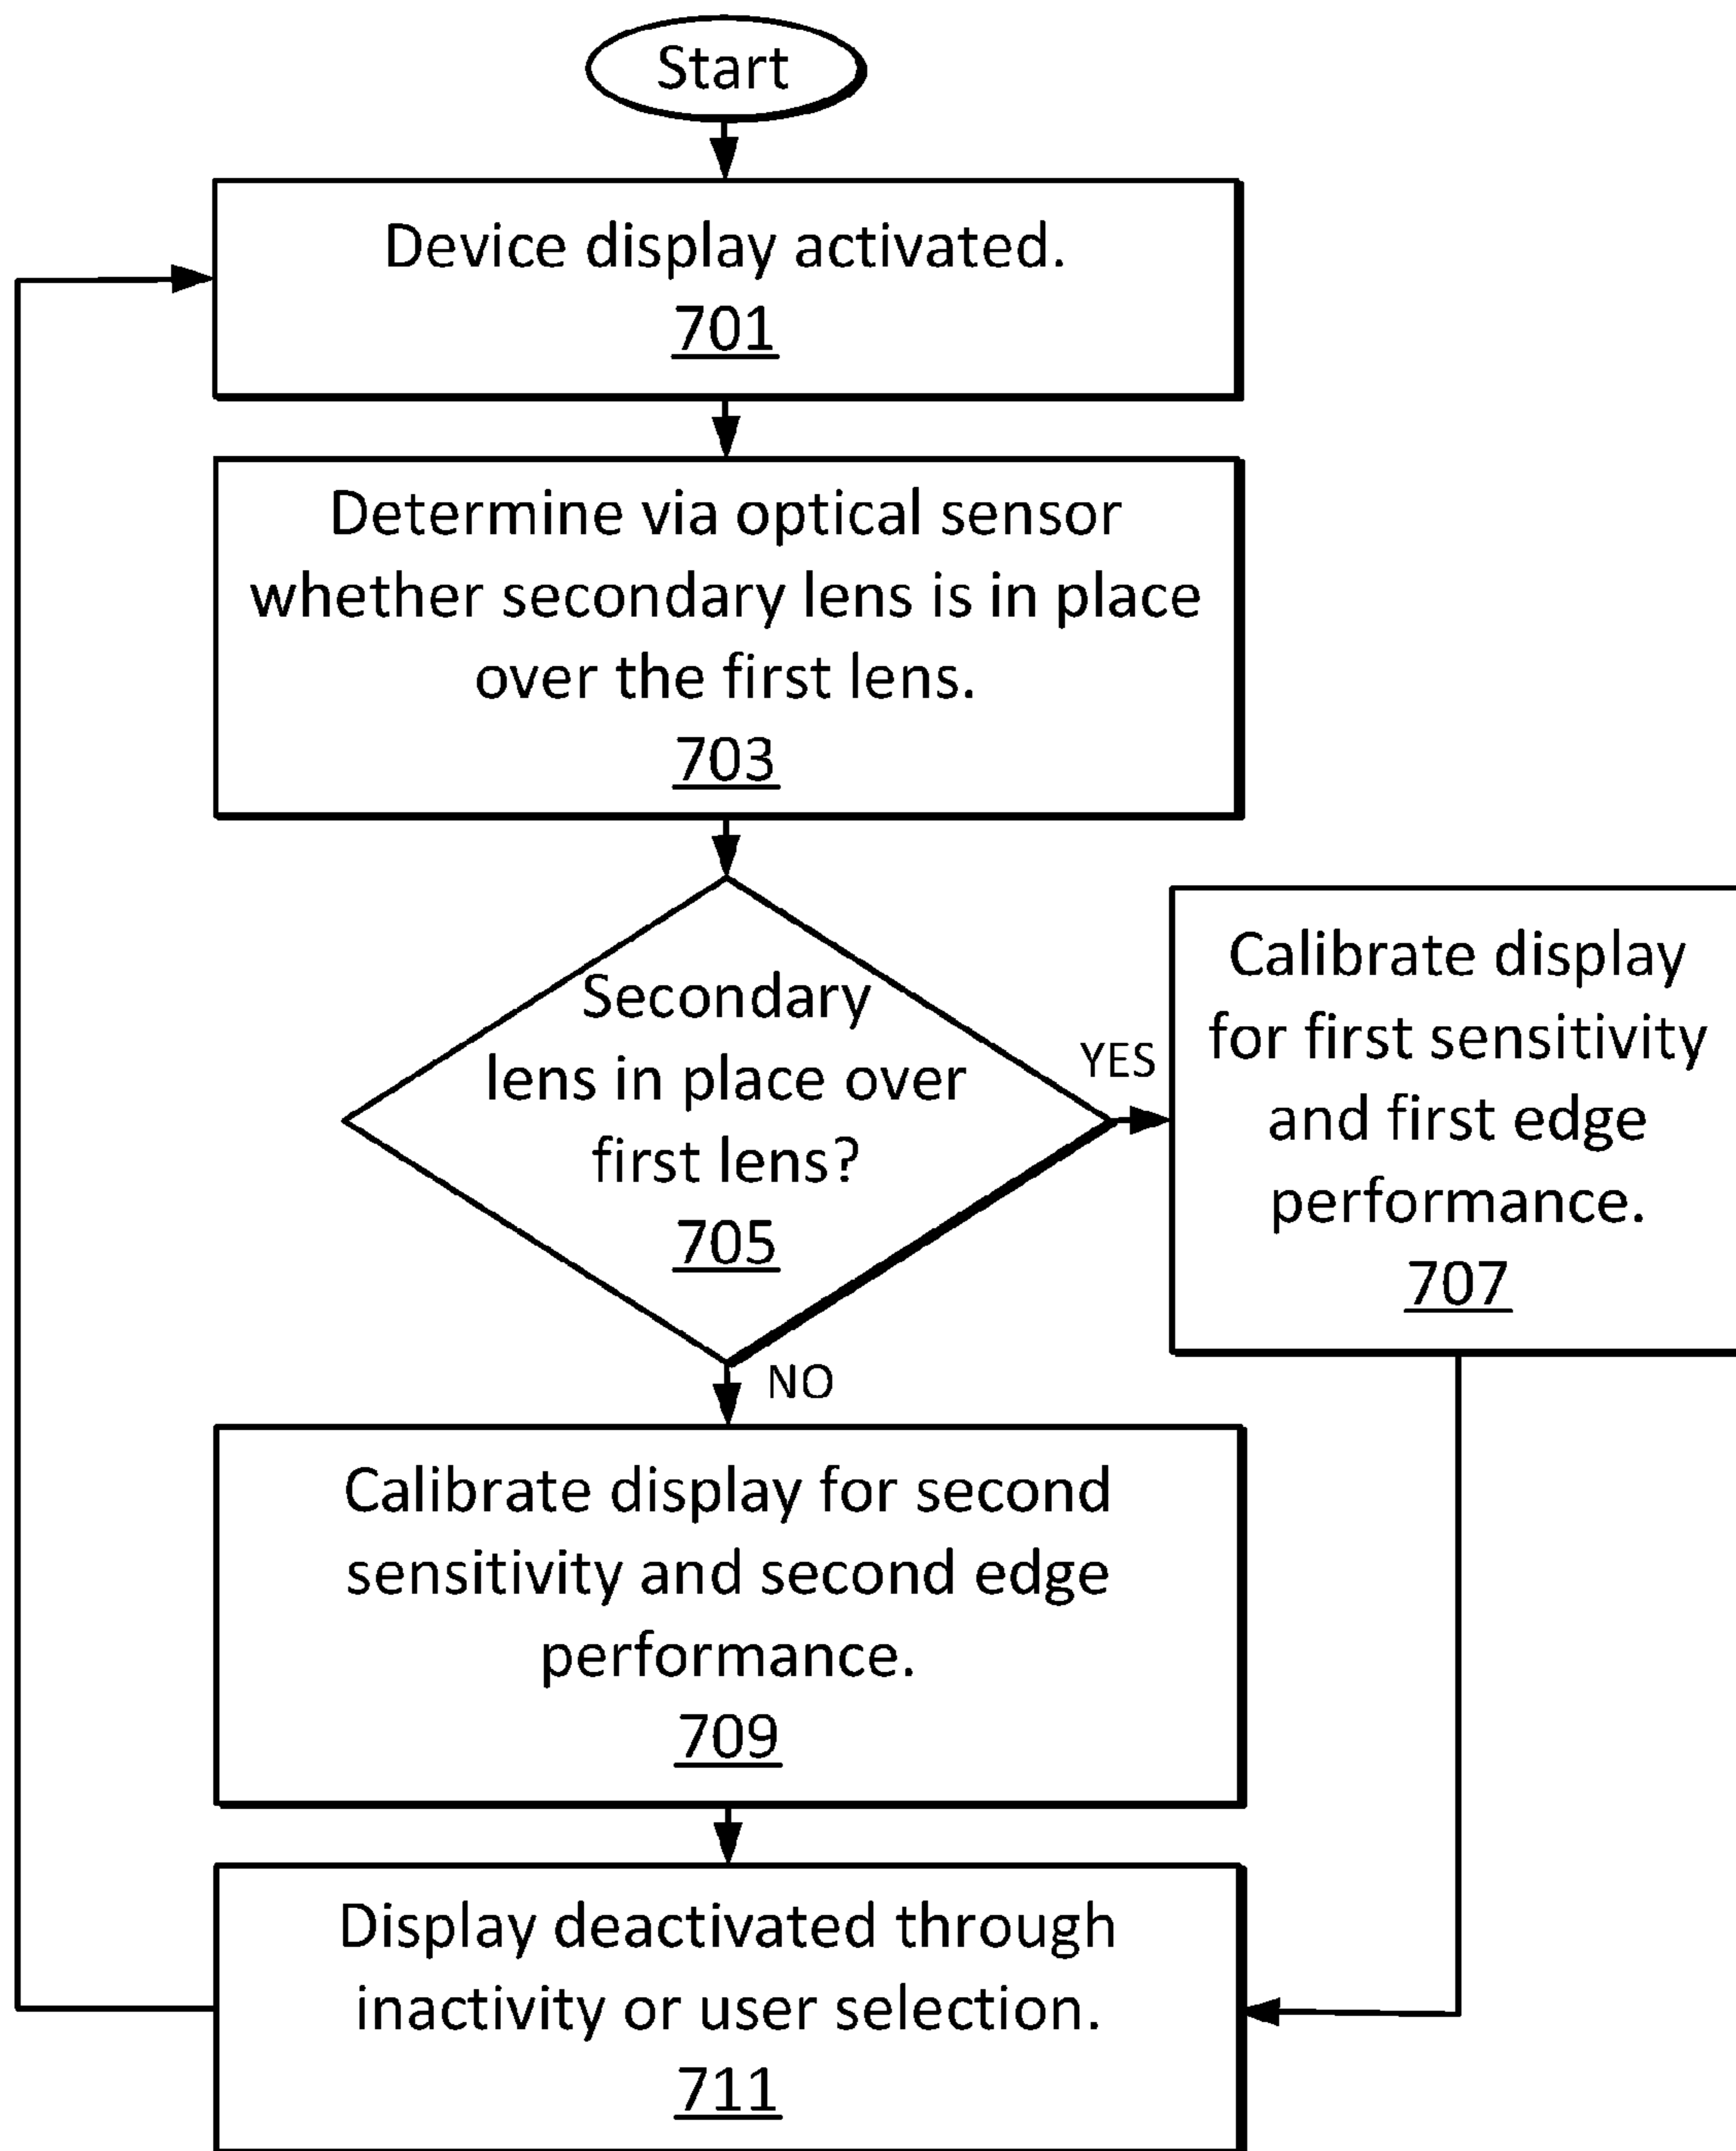 Start
Device display activated.
701
Determine via optical sensor
whether secondary lens is in place
over the first lens.
703
Secondary
lens in place over
first lens?
705
YES
Calibrate display
for first sensitivity
and first edge
performance.
707
NO
Calibrate display for second
sensitivity and second edge
performance.
709
Display deactivated through
inactivity or user selection.
711